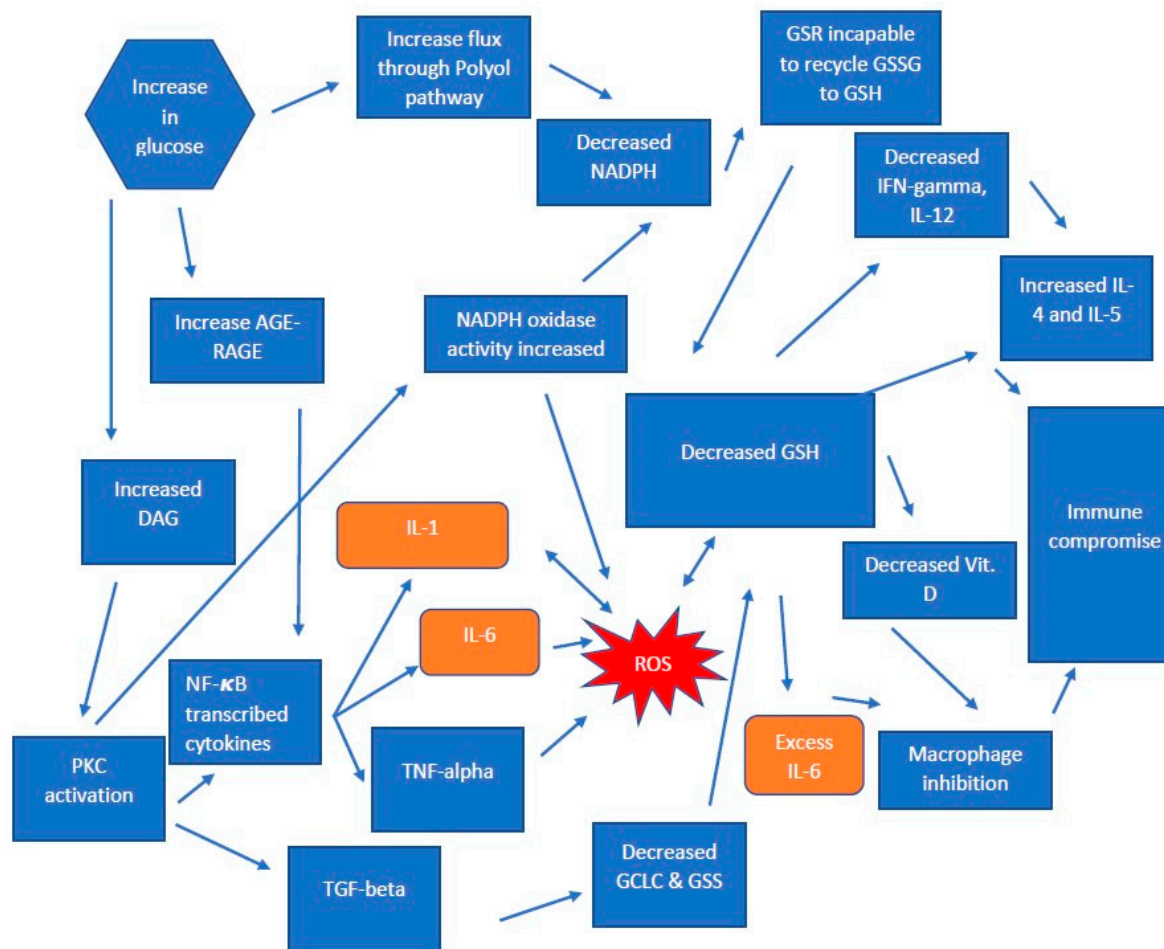 Increase flux
through Polyol
pathway
GSR incapable
to recycle GSSG
to GSH
Increase
in
glucose
Decreased
NADPH
Decreased
IFN-gamma,
IL-12
Increase AGE-
RAGE
NADPH oxidase
activity increased
Increased IL-
4 and IL-5
Decreased GSH
Increased
DAG
IL-1
Immune
compromise
Decreased Vit.
D
IL-6
ROS
NF-κB
transcribed
cytokines
PKC
activation
TNF-alpha
Excess
IL-6
Macrophage
inhibition
TGF-beta
Decreased
GCLC & GSS